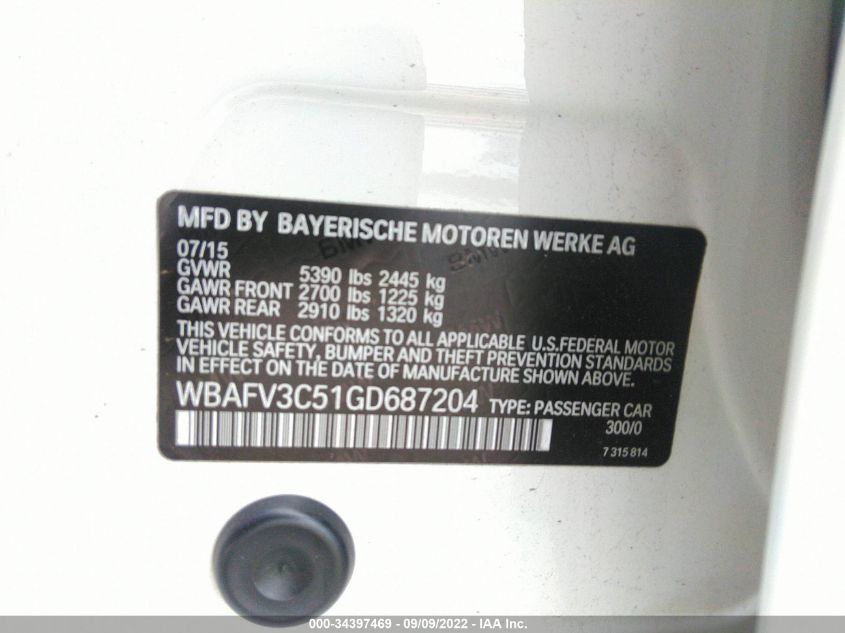 MFD BY BAYERISCHE MOTOREN WERKE AG
07/15
GVWR 5390 lbs 2445 kg
GAWR FRONT 2700 lbs 1225 kg
GAWR REAR 2910 lbs 1320 kg
THIS VEHICLE CONFORMS TO ALL APPLICABLE U.S.FEDERAL MOTOR
VEHICLE SAFETY, BUMPER AND THEFT PREVENTION STANDARDS
IN EFFECT ON THE DATE OF MANUFACTURE SHOWN ABOVE.
WBAFV3C51GD687204 TYPE: PASSENGER CAR
300/0
7 315 814
000-34397469 - 09/09/2022 - IAA Inc.